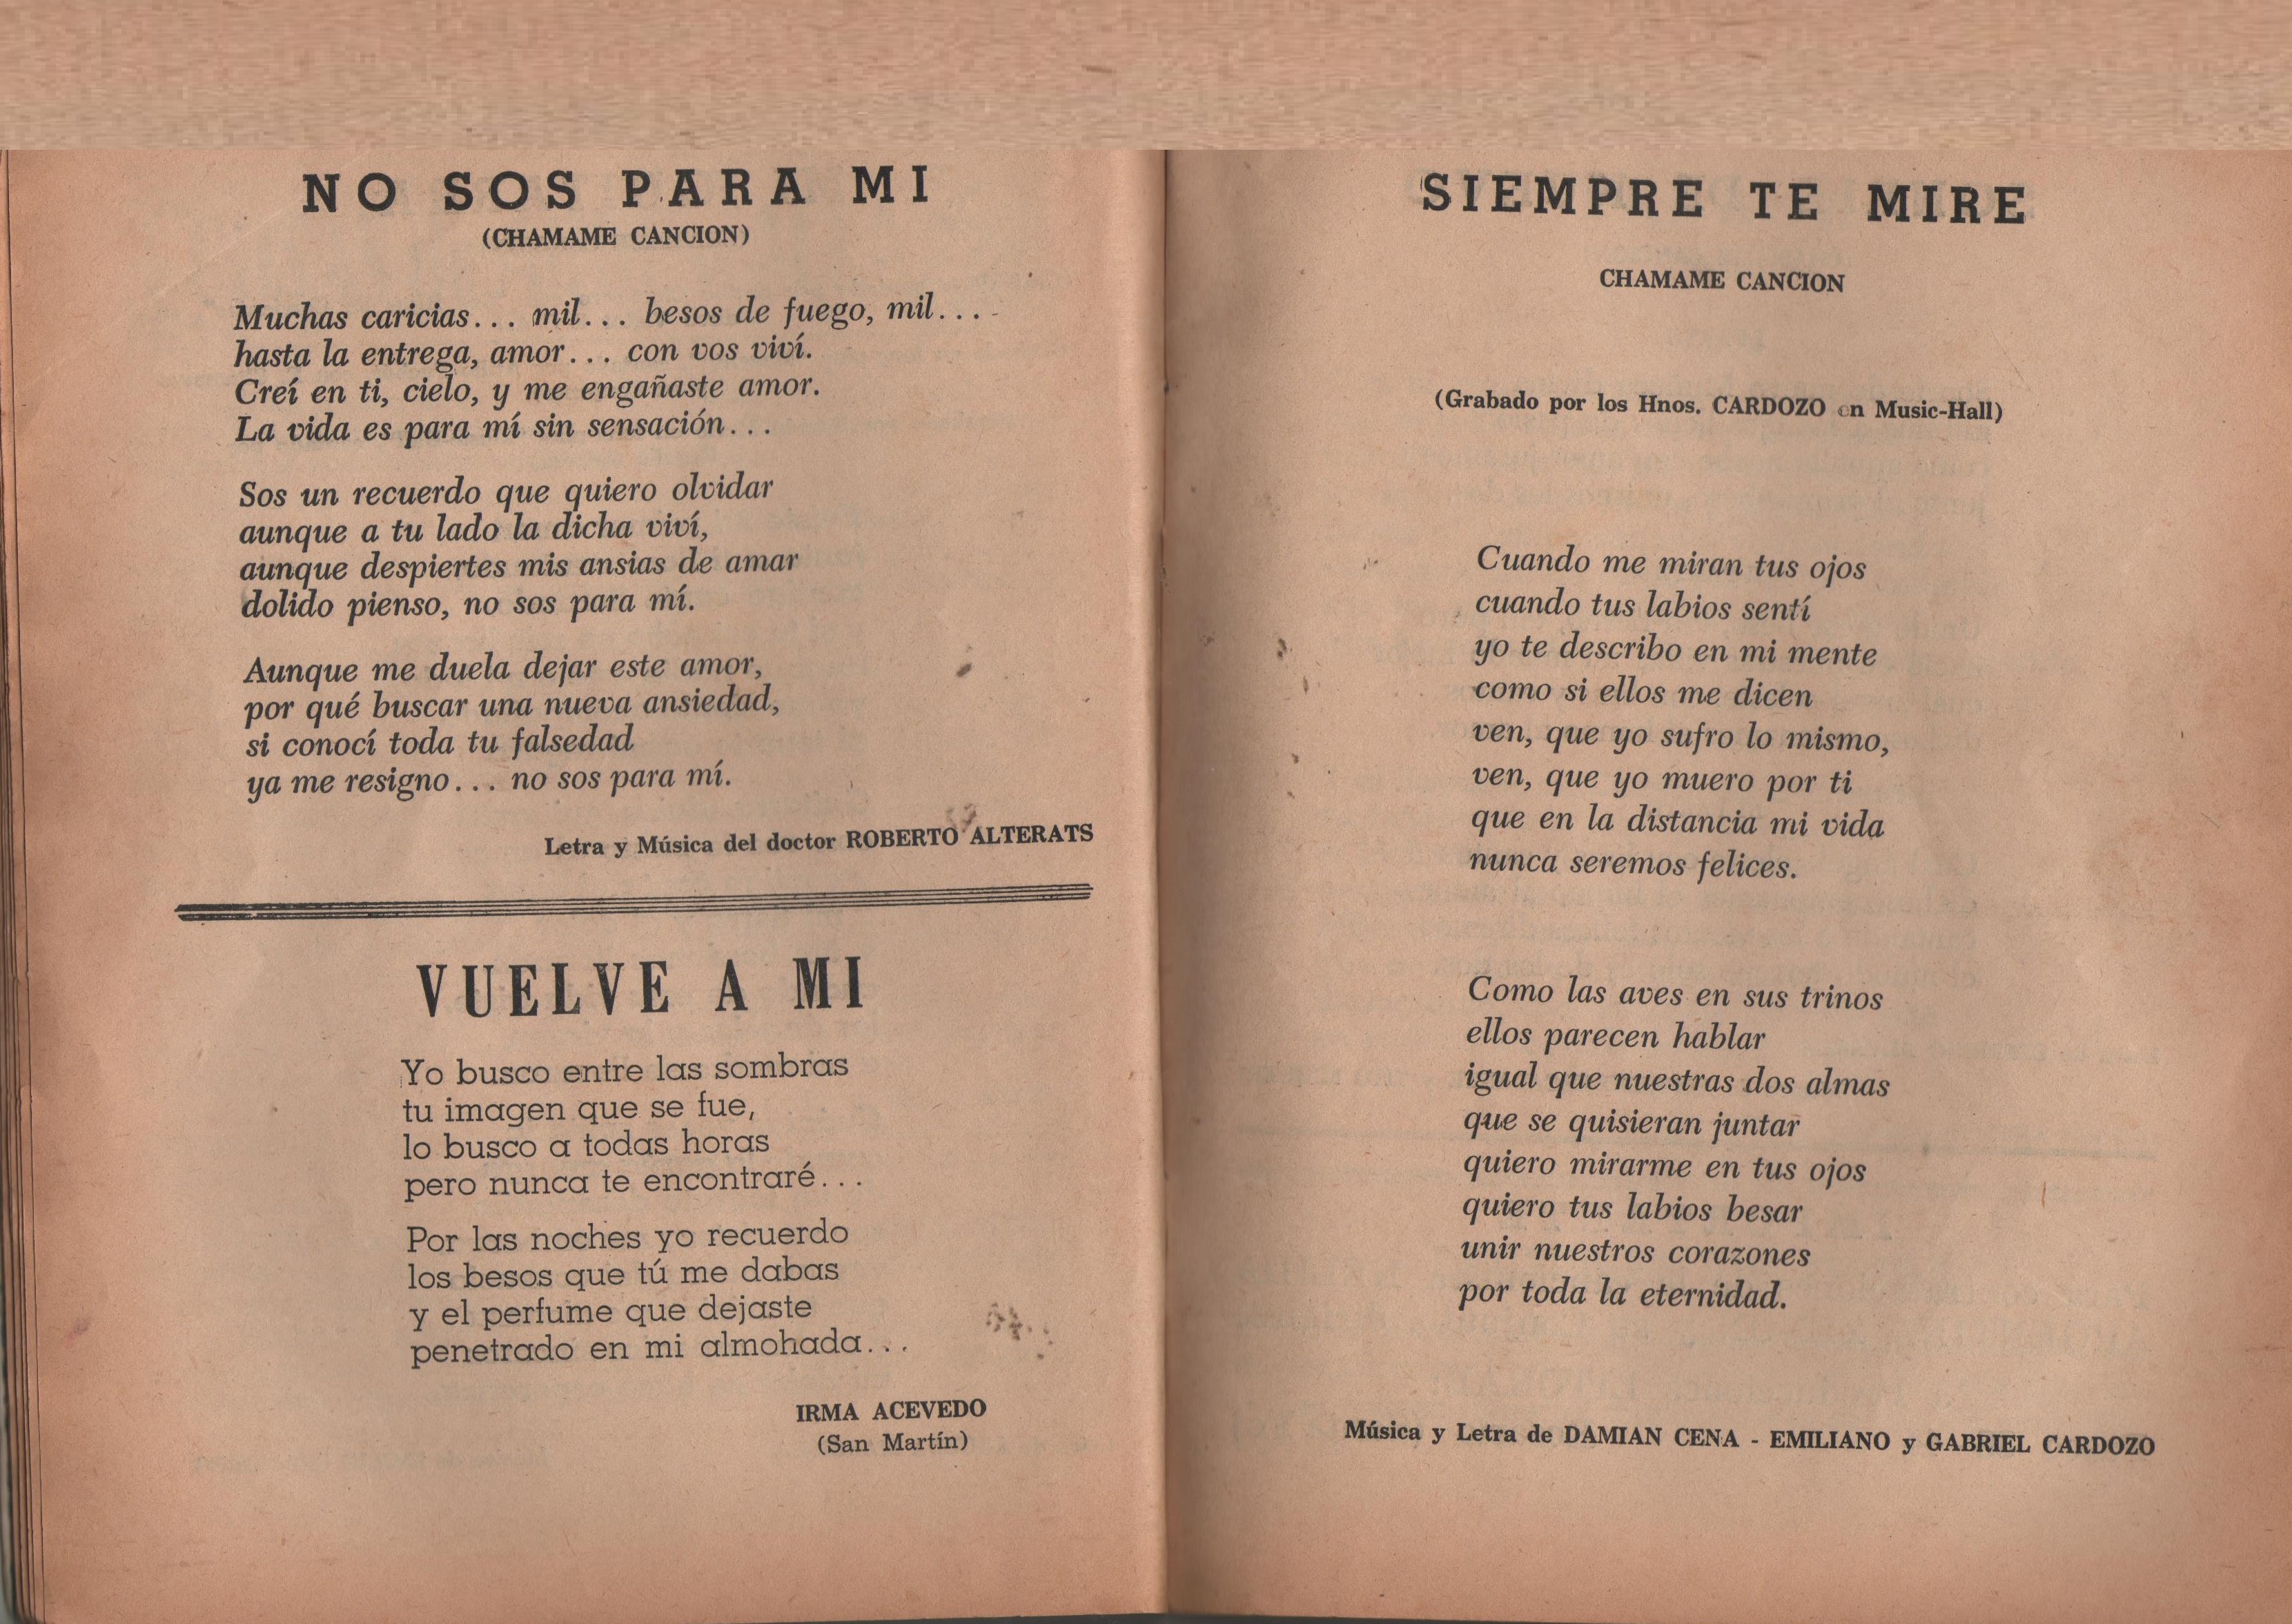 NO SOS PARA MI
(CHAMAME CANCION)
Muchas caricias... mil... besos de fuego, mil...
hasta la entrega, amor... con vos viví.
Creí en ti, cielo, y me engañaste amor.
La vida es para mí sin sensación...
Sos un recuerdo que quiero olvidar
aunque a tu lado la dicha viví,
aunque despiertes mis ansias de amar
dolido pienso, no sos para mí.
Aunque me duela dejar este amor,
por qué buscar una nueva ansiedad,
si conocí toda tu falsedad
ya me resigno... no sos para mí.
Letra y Música del doctor ROBERTO ALTERATS
VUELVE A MI
Yo busco entre las sombras
tu imagen que se fue,
lo busco a todas horas
pero nunca te encontraré...
Por las noches yo recuerdo
los besos que tú me dabas
y el perfume que dejaste
penetrado en mi almohada...
IRMA ACEVEDO
(San Martín)
SIEMPRE TE MIRE
CHAMAME CANCION
(Grabado por los Hnos. CARDOZO en Music-Hall)
Cuando me miran tus ojos
cuando tus labios sentí
yo te describo en mi mente
como si ellos me dicen
ven, que yo sufro lo mismo,
ven, que yo muero por ti
que en la distancia mi vida
nunca seremos felices.
Como las aves en sus trinos
ellos parecen hablar
igual que nuestras dos almas
que se quisieran juntar
quiero mirarme en tus ojos
quiero tus labios besar
unir nuestros corazones
por toda la eternidad.
Música y Letra de DAMIAN CENA - EMILIANO y GABRIEL CARDOZO